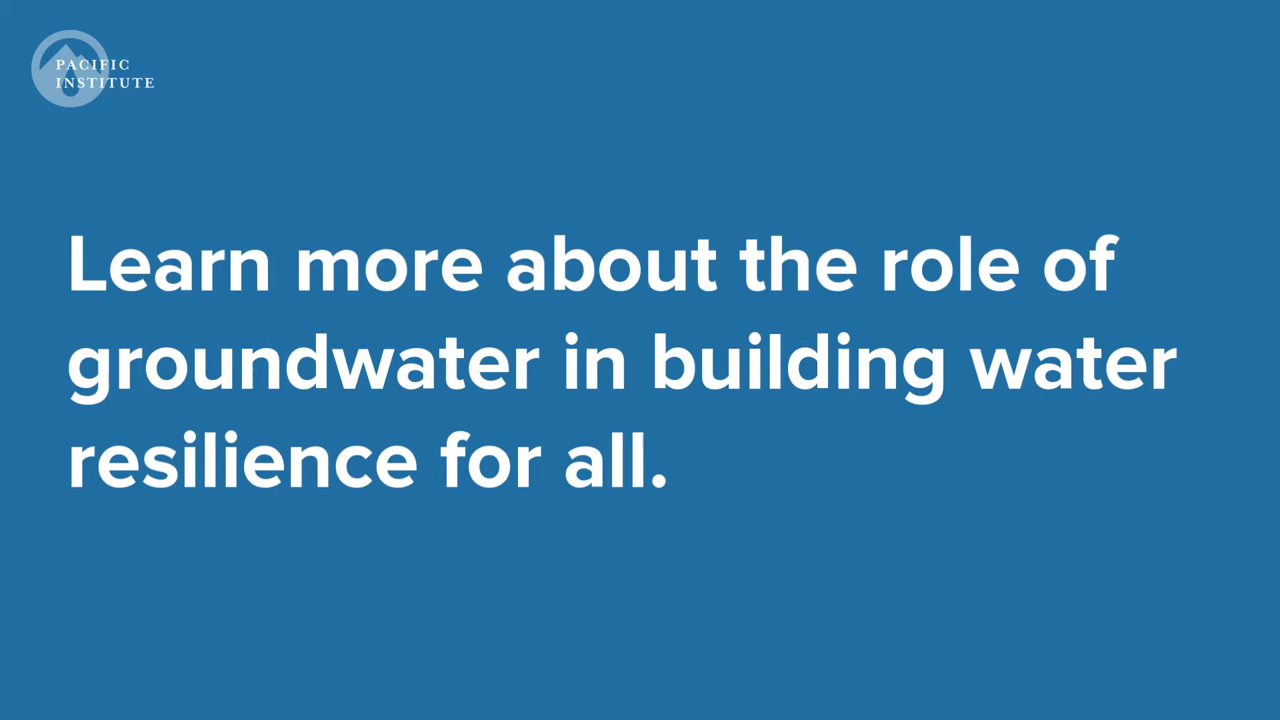 PACIFIC
INSTITUTE
Learn more about the role of
groundwater in building water
resilience for all.